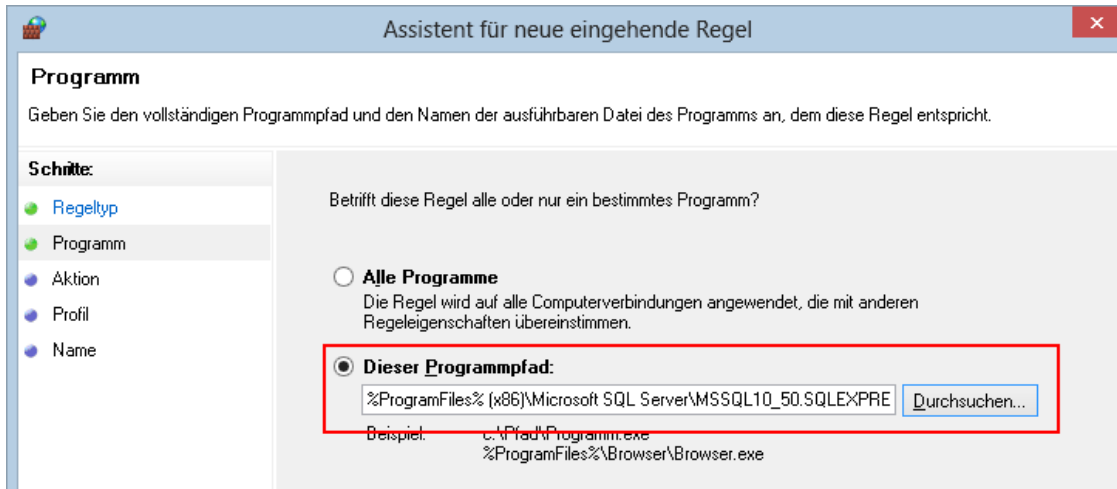 Assistent für neue eingehende Regel
Programm
Geben Sie den vollständigen Programmpfad und den Namen der ausführbaren Datei des Programms an, dem diese Regel entspricht.
Schritte:
Regeltyp
Programm
Aktion
Profil
Name
Betrifft diese Regel alle oder nur ein bestimmtes Programm?
Alle Programme
Die Regel wird auf alle Computerverbindungen angewendet, die mit anderen
Regeleigenschaften übereinstimmen.
Dieser Programmpfad:
%ProgramFiles% (x86)\Microsoft SQL Server\MSSQL10_50.SQLEXPRE
Durchsuchen...
Beispiel: c:\Pfad\Programm.exe
%ProgramFiles%\Browser\Browser.exe